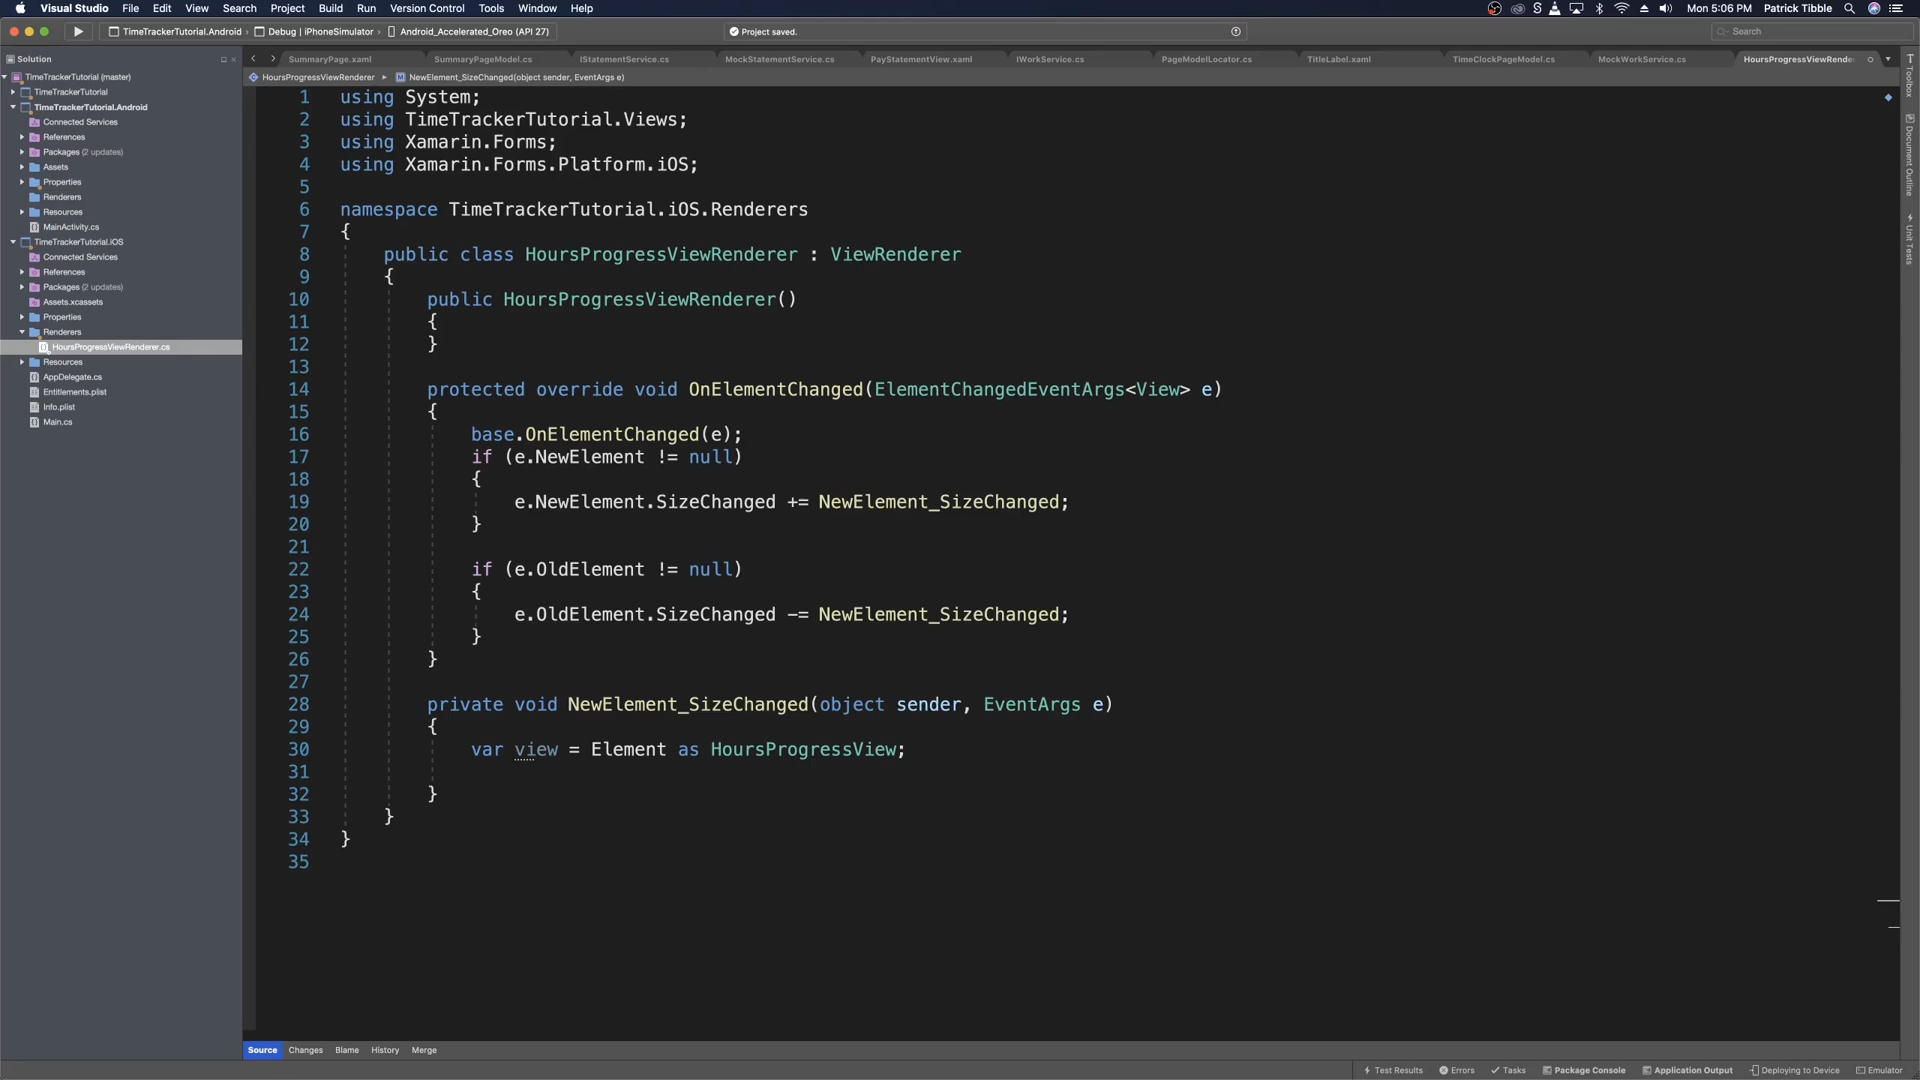 Visual Studio File Edit View Search Project Build Run Version Control Tools Window Help S Mon 5:06 PM Patrick Tibble
TimeTrackerTutorial.Android › Debug | iPhoneSimulator › Android_Accelerated_Oreo (API 27) Project saved. Search
Solution
SummaryPage.xaml SummaryPageModel.cs IStatementService.cs MockStatementService.cs PayStatementView.xaml IWorkService.cs PageModelLocator.cs TitleLabel.xaml TimeClockPageModel.cs MockWorkService.cs HoursProgressViewRende
HoursProgressViewRenderer ▸ M NewElement_SizeChanged(object sender, EventArgs e)
TimeTrackerTutorial (master)
TimeTrackerTutorial
TimeTrackerTutorial.Android
Connected Services
References
Packages (2 updates)
Assets
Properties
Renderers
Resources
MainActivity.cs
TimeTrackerTutorial.iOS
Connected Services
References
Packages (2 updates)
Assets.xcassets
Properties
Renderers
HoursProgressViewRenderer.cs
Resources
AppDelegate.cs
Entitlements.plist
Info.plist
Main.cs
1 using System;
2 using TimeTrackerTutorial.Views;
3 using Xamarin.Forms;
4 using Xamarin.Forms.Platform.iOS;
5
6 namespace TimeTrackerTutorial.iOS.Renderers
7 {
8 public class HoursProgressViewRenderer : ViewRenderer
9 {
10 public HoursProgressViewRenderer()
11 {
12 }
13
14 protected override void OnElementChanged(ElementChangedEventArgs<View> e)
15 {
16 base.OnElementChanged(e);
17 if (e.NewElement != null)
18 {
19 e.NewElement.SizeChanged += NewElement_SizeChanged;
20 }
21
22 if (e.OldElement != null)
23 {
24 e.OldElement.SizeChanged -= NewElement_SizeChanged;
25 }
26 }
27
28 private void NewElement_SizeChanged(object sender, EventArgs e)
29 {
30 var view = Element as HoursProgressView;
31
32 }
33 }
34 }
35
Toolbox
Document Outline
Unit Tests
Source Changes Blame History Merge
Test Results Errors Tasks Package Console Application Output Deploying to Device Emulator